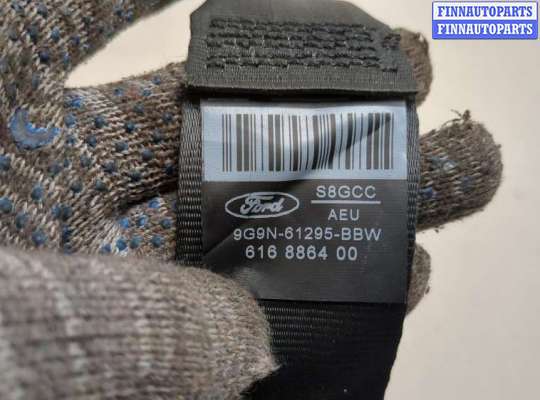 FINNAUTOPARTS
FINNAUTOPARTS
Ford
S8GCC
AEU
9G9N-61295-BBW
616 8864 00